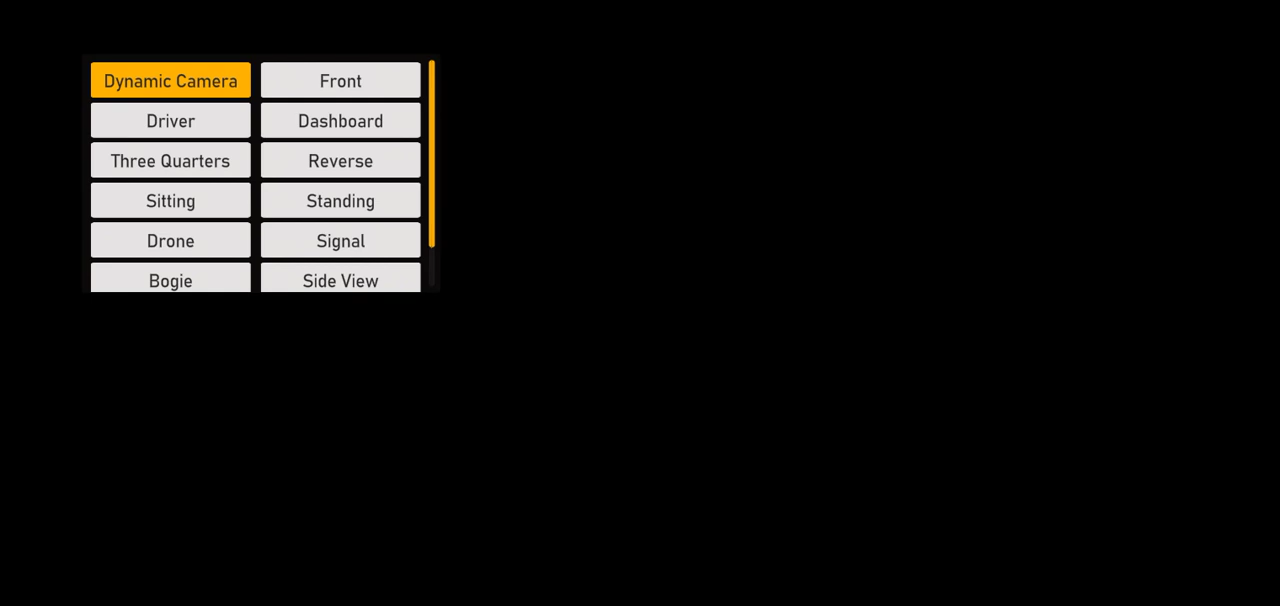 Dynamic Camera
Front
Driver
Dashboard
Three Quarters
Reverse
Sitting
Standing
Drone
Signal
Bogie
Side View